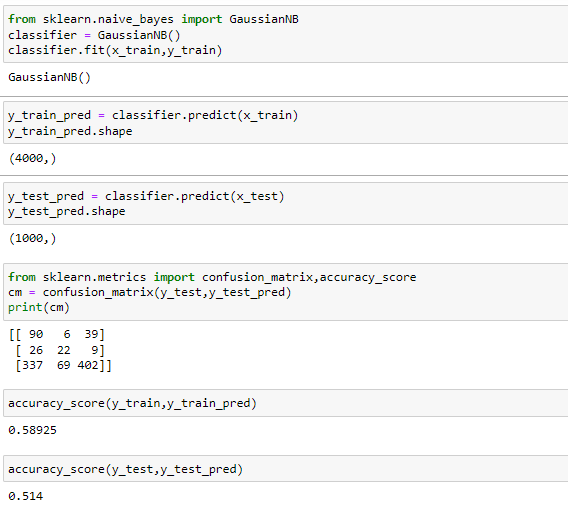 from sklearn.naive_bayes import GaussianNB
classifier = GaussianNB()
classifier.fit(x_train,y_train)
GaussianNB()
y_train_pred = classifier.predict(x_train)
y_train_pred.shape
(4000,)
y_test_pred = classifier.predict(x_test)
y_test_pred.shape
(1000,)
from sklearn.metrics import confusion_matrix,accuracy_score
cm = confusion_matrix(y_test,y_test_pred)
print(cm)
[[ 90   6  39]
 [ 26  22   9]
 [337  69 402]]
accuracy_score(y_train,y_train_pred)
0.58925
accuracy_score(y_test,y_test_pred)
0.514